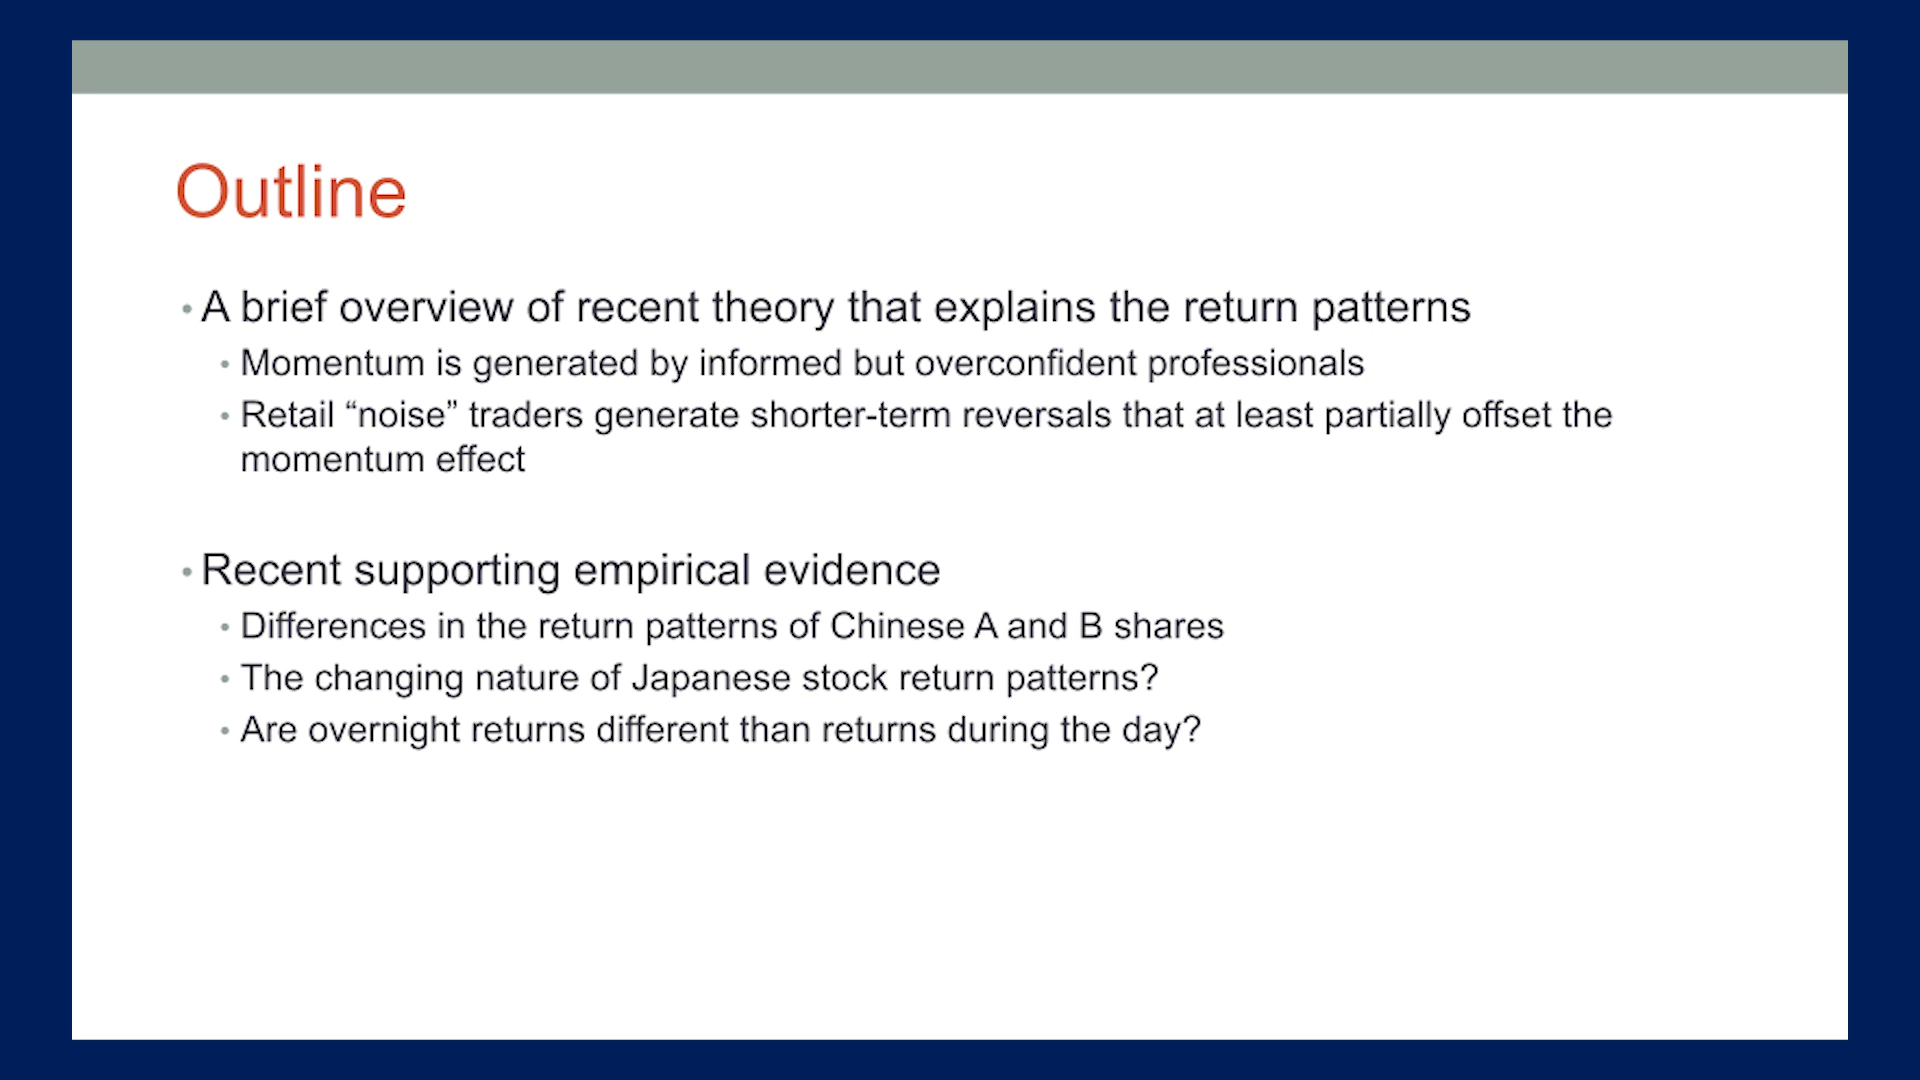 Outline
• A brief overview of recent theory that explains the return patterns
• Momentum is generated by informed but overconfident professionals
• Retail “noise” traders generate shorter-term reversals that at least partially offset the
momentum effect
• Recent supporting empirical evidence
• Differences in the return patterns of Chinese A and B shares
• The changing nature of Japanese stock return patterns?
• Are overnight returns different than returns during the day?